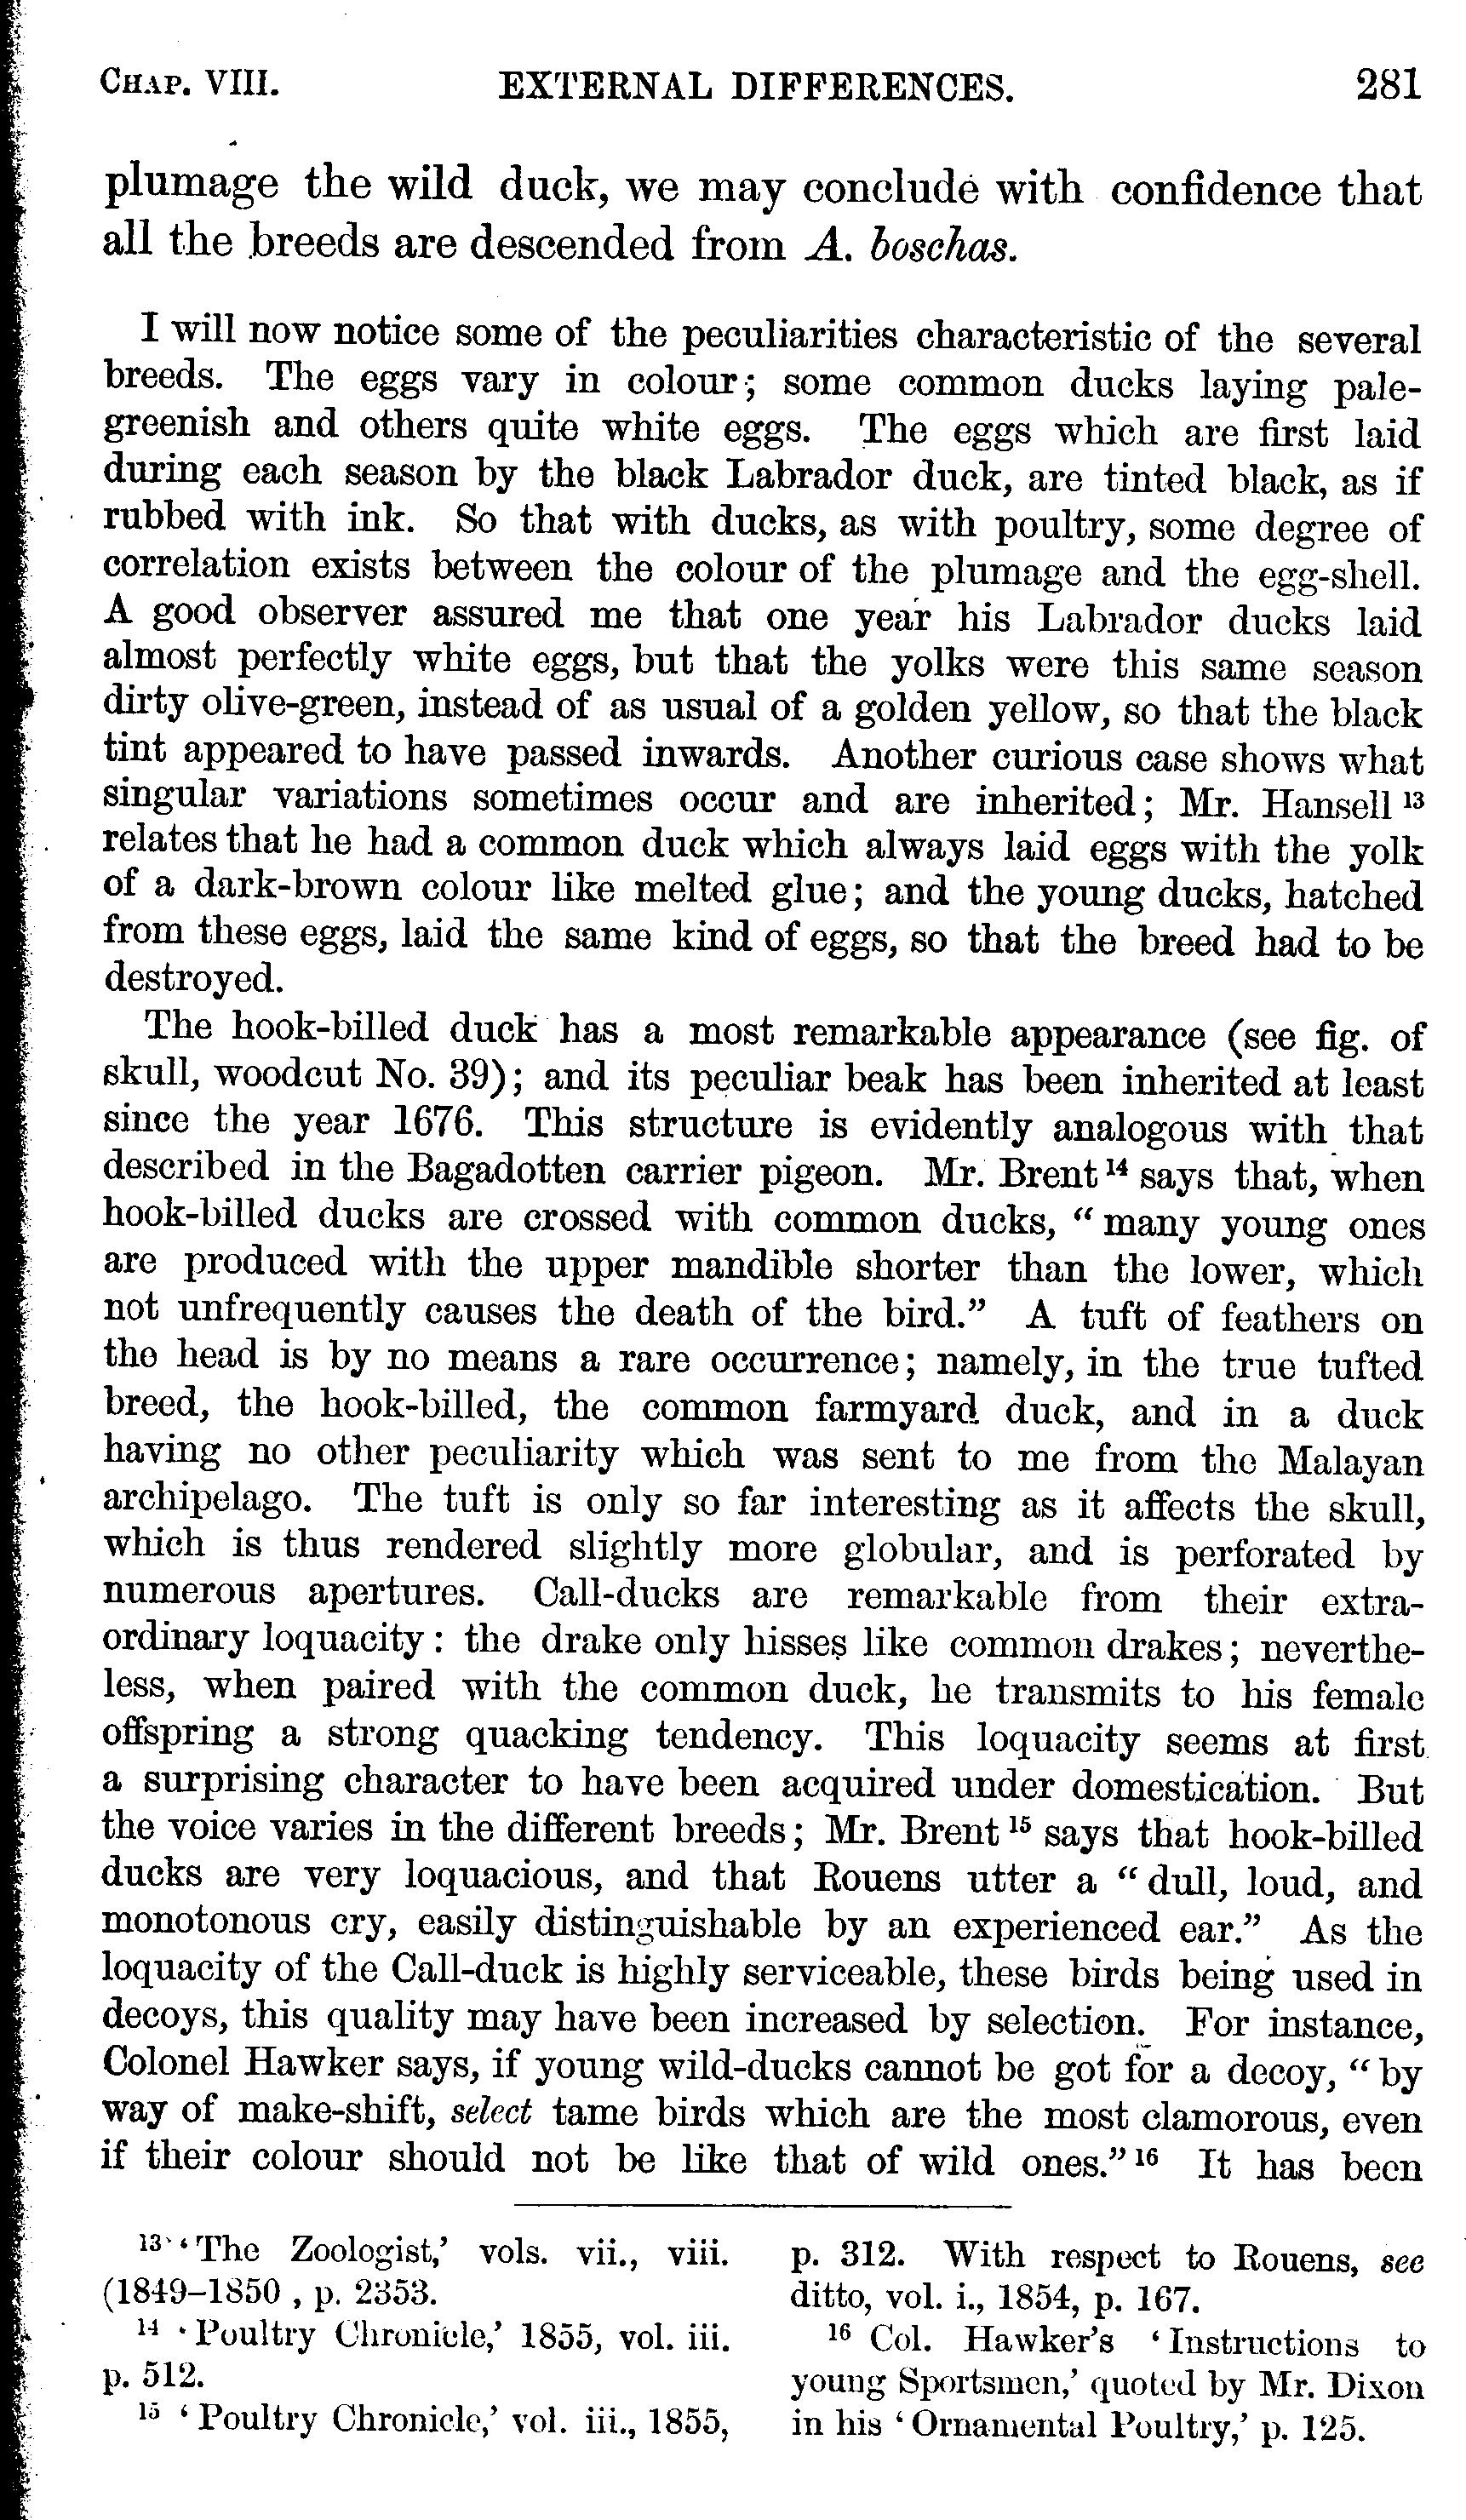 CHAP. VIII. EXTERNAL DIFFERENCES. 281
plumage the wild duck, we may conclude with confidence that
all the breeds are descended from A. boschas.
I will now notice some of the peculiarities characteristic of the several
breeds. The eggs vary in colour; some common ducks laying pale-
greenish and others quite white eggs. The eggs which are first laid
during each season by the black Labrador duck, are tinted black, as if
rubbed with ink. So that with ducks, as with poultry, some degree of
correlation exists between the colour of the plumage and the egg-shell.
A good observer assured me that one year his Labrador ducks laid
almost perfectly white eggs, but that the yolks were this same season
dirty olive-green, instead of as usual of a golden yellow, so that the black
tint appeared to have passed inwards. Another curious case shows what
singular variations sometimes occur and are inherited; Mr. Hansell 13
relates that he had a common duck which always laid eggs with the yolk
of a dark-brown colour like melted glue; and the young ducks, hatched
from these eggs, laid the same kind of eggs, so that the breed had to be
destroyed.
The hook-billed duck has a most remarkable appearance (see fig. of
skull, woodcut No. 39); and its peculiar beak has been inherited at least
since the year 1676. This structure is evidently analogous with that
described in the Bagadotten carrier pigeon. Mr. Brent 14 says that, when
hook-billed ducks are crossed with common ducks, "many young ones
are produced with the upper mandible shorter than the lower, which
not unfrequently causes the death of the bird." A tuft of feathers on
the head is by no means a rare occurrence; namely, in the true tufted
breed, the hook-billed, the common farmyard duck, and in a duck
having no other peculiarity which was sent to me from the Malayan
archipelago. The tuft is only so far interesting as it affects the skull,
which is thus rendered slightly more globular, and is perforated by
numerous apertures. Call-ducks are remarkable from their extra-
ordinary loquacity: the drake only hisses like common drakes; neverthe-
less, when paired with the common duck, he transmits to his female
offspring a strong quacking tendency. This loquacity seems at first
a surprising character to have been acquired under domestication. But
the voice varies in the different breeds; Mr. Brent 15 says that hook-billed
ducks are very loquacious, and that Rouens utter a "dull, loud, and
monotonous cry, easily distinguishable by an experienced ear." As the
loquacity of the Call-duck is highly serviceable, these birds being used in
decoys, this quality may have been increased by selection. For instance,
Colonel Hawker says, if young wild-ducks cannot be got for a decoy, "by
way of make-shift, select tame birds which are the most clamorous, even
if their colour should not be like that of wild ones." 16 It has been
13 'The Zoologist,' vols. vii., viii.
(1849-1850 , p. 2353.
14 'Poultry Chronicle,' 1855, vol. iii.
p. 512.
15 'Poultry Chronicle,' vol. iii., 1855,
p. 312. With respect to Rouens, see
ditto, vol. i., 1854, p. 167.
16 Col. Hawker's 'Instructions to
young Sportsmen,' quoted by Mr. Dixon
in his 'Ornamental Poultry,' p. 125.